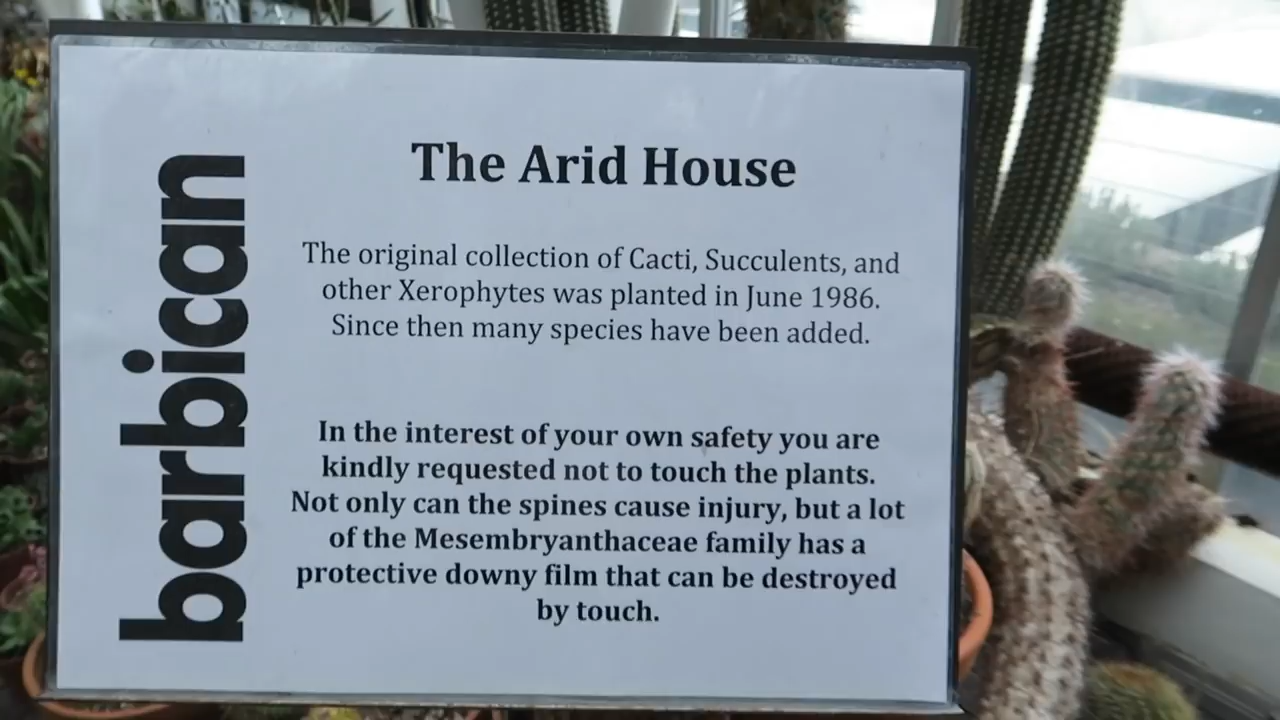 barbican
The Arid House
The original collection of Cacti, Succulents, and
other Xerophytes was planted in June 1986.
Since then many species have been added.
In the interest of your own safety you are
kindly requested not to touch the plants.
Not only can the spines cause injury, but a lot
of the Mesembryanthaceae family has a
protective downy film that can be destroyed
by touch.